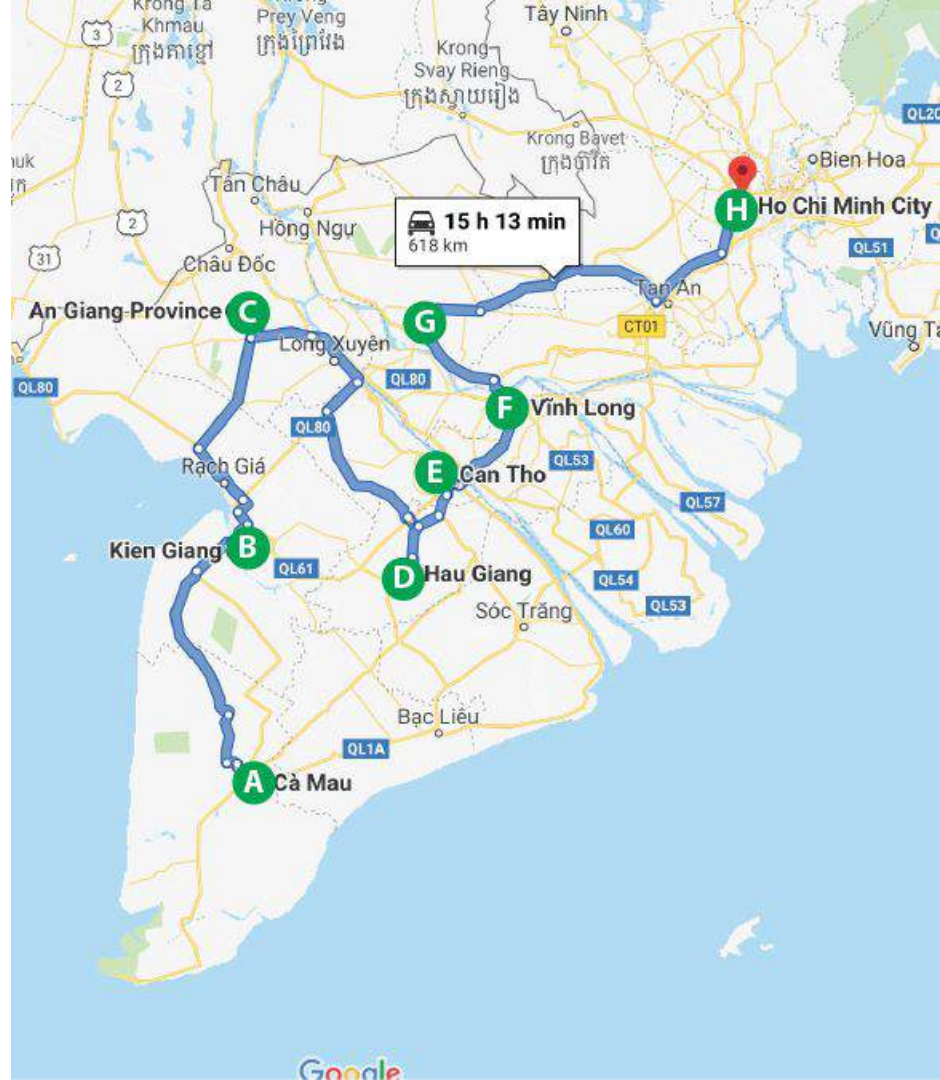 Krong Ta
Khmau
ក្រុងតាខ្មៅ
Prey Veng
ក្រុងព្រៃវែង
Tây Ninh
3
Krong
Svay Rieng
ក្រុងស្វាយរៀង
2
QL20
Krong Bavet
ក្រុងបាវិត
Bien Hoa
Tân Châu
H
Ho Chi Minh City
2
Hồng Ngự
15 h 13 min
618 km
QL51
31
Châu Đốc
Tan An
An Giang Province
C
G
CT01
Long Xuyên
Vũng
QL80
QL80
F
Vĩnh Long
QL80
Rạch Giá
E
Can Tho
QL53
QL57
Kien Giang
B
QL60
QL61
D
Hau Giang
QL54
QL53
Sóc Trăng
Bạc Liêu
QL1A
A
Cà Mau
Google